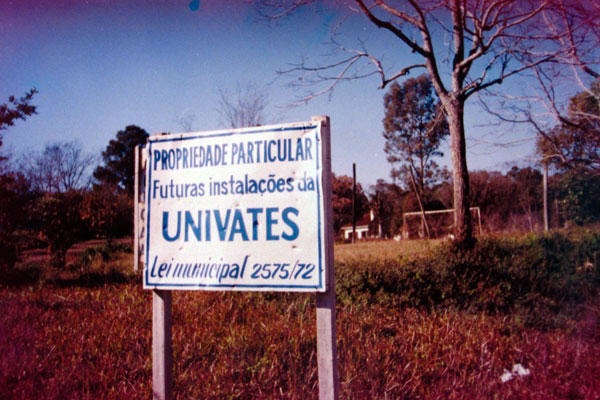 PROPRIEDADE PARTICULAR
Futuras instalações da
UNIVATES
Lei municipal 2575/72